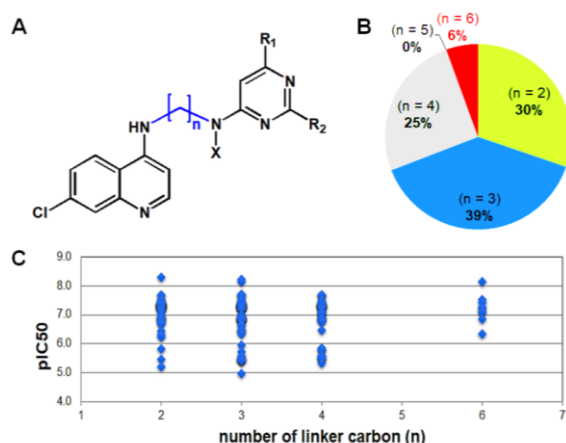 A
R₁
N
N
R₂
HN
[ ]n
N
X
Cl
N
B
(n = 6)
6%
(n = 5)
0%
(n = 2)
30%
(n = 4)
25%
(n = 3)
39%
C
pIC50
9.0
8.0
7.0
6.0
5.0
4.0
1 2 3 4 5 6 7
number of linker carbon (n)